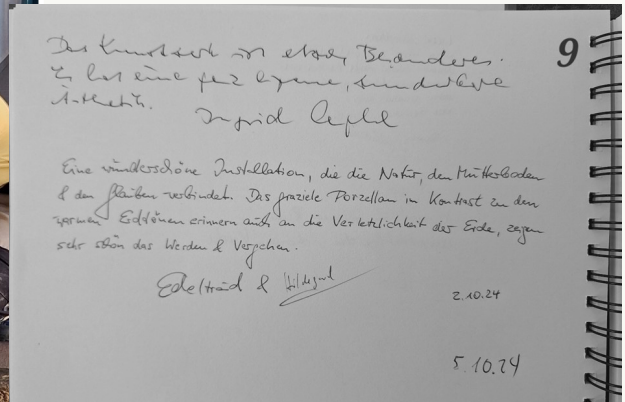 Das Kunstwerk ist etwas Besonderes.
Es hat eine ganz eigene, wunderbare
Ästhetik. Ingrid
9
Eine wunderschöne Installation, die die Natur, den Mutterboden
& den Glauben verbindet. Das graziele Porzellan im Kontrast zu den
warmen Erdtönen erinnern auch an die Verletzlichkeit der Erde, zeigen
sehr schön das Werden & Vergehen.
Edeltraud & Hildegard
2.10.24
5.10.24